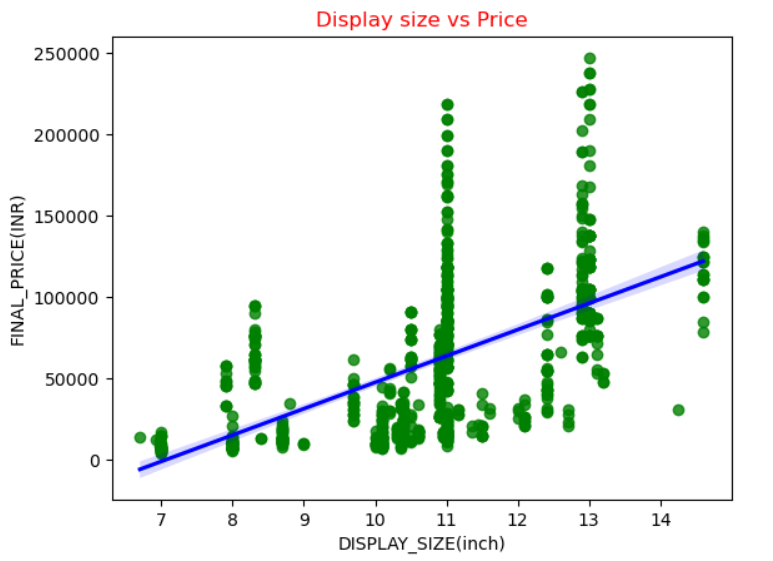 Display size vs Price
FINAL_PRICE(INR)
250000
200000
150000
100000
50000
0
7 8 9 10 11 12 13 14
DISPLAY_SIZE(inch)